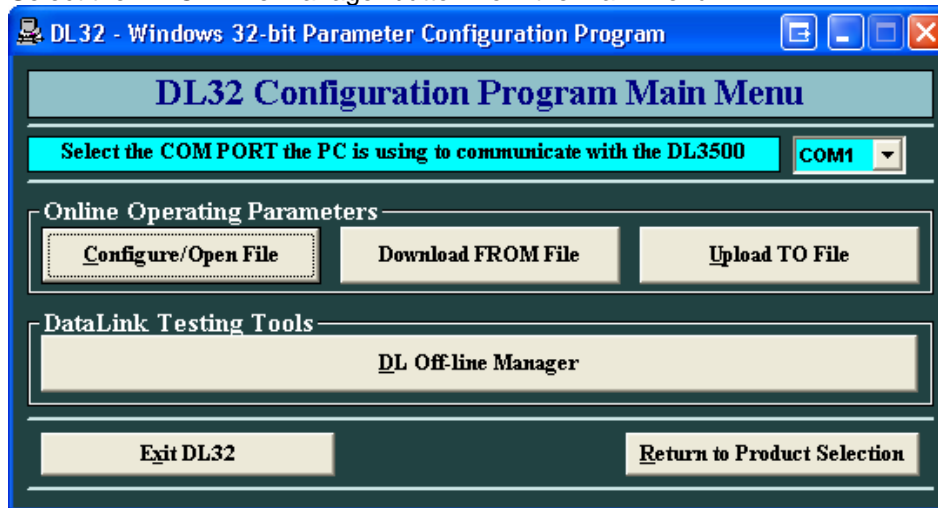 DL32 - Windows 32-bit Parameter Configuration Program
DL32 Configuration Program Main Menu
Select the COM PORT the PC is using to communicate with the DL3500 COM1
Online Operating Parameters
Configure/Open File Download FROM File Upload TO File
DataLink Testing Tools
DL Off-line Manager
Exit DL32 Return to Product Selection